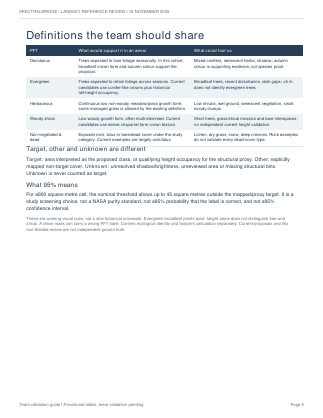 SPECTRALBRIDGE / LANDSAT REFERENCE REVIEW / 19 NOVEMBER 2025
Definitions the team should share
PFT What would support it in an aerial What could fool us
Deciduous Trees expected to lose foliage seasonally. In this cohort, Mixed conifers, senescent herbs, shadow, autumn
broadleaf crown form and autumn colour support the colour is supporting evidence, not species proof.
proposal.
Evergreen Trees expected to retain foliage across seasons. Current Broadleaf trees, recent disturbance, dark gaps; a
candidates use conifer-like crowns plus historical does not identify evergreen trees.
fall-height occupancy.
Herbaceous Continuous low non-woody meadow/grass growth form; Low shrubs, wet ground, senescent vegetation, small
some managed grass is allowed by the existing definition. woody clumps.
Woody shrub Low woody growth form, often multi-stemmed. Current Short trees, grass/shrub mosaics and bare interspaces;
candidates use dense chaparral-form crown texture. no independent current height validation.
Non-vegetated & Exposed rock, lotso or barestreet cover under the study Lichen, dry grass, snow, deep crevices. Rock examples
dead category. Current examples are largely rock/talus. do not validate every dead-cover type.
Target, other and unknown are different
Target: area interpreted as the proposed class, or qualifying height occupancy for the structural proxy. Other: explicitly
mapped non-target cover. Unknown: unresolved shadow/brightness, unreviewed area or missing structural bins.
Unknown is never counted as target.
What 95% means
For a 900 square-metre cell, the nominal threshold allows up to 45 square metres outside the mapped/proxy target. It is a
study screening choice, not a NASA purity standard, not a 95% probability that the label is correct, and not a 95%
confidence interval.
These are working visual cues, not a new botanical crosswalk. Evergreen broadleaf plants exist, height alone does not distinguish tree and
shrub. A clean mask can carry a wrong PFT label. Confirm ecological identity and footprint calculation separately. Current proposals and this
non-blinded review are not independent ground truth.
Team validation guide / Provisional labels; team validation pending Page 2